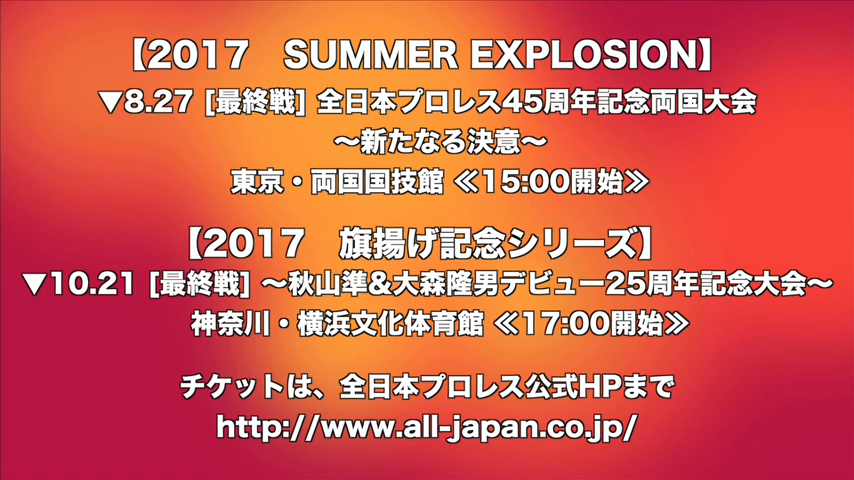 【2017　SUMMER EXPLOSION】
▼8.27 [最終戦] 全日本プロレス45周年記念両国大会
～新たなる決意～
東京・両国国技館 ≪15:00開始≫
【2017　旗揚げ記念シリーズ】
▼10.21 [最終戦] ～秋山準&大森隆男デビュー25周年記念大会～
神奈川・横浜文化体育館 ≪17:00開始≫
チケットは、全日本プロレス公式HPまで
http://www.all-japan.co.jp/